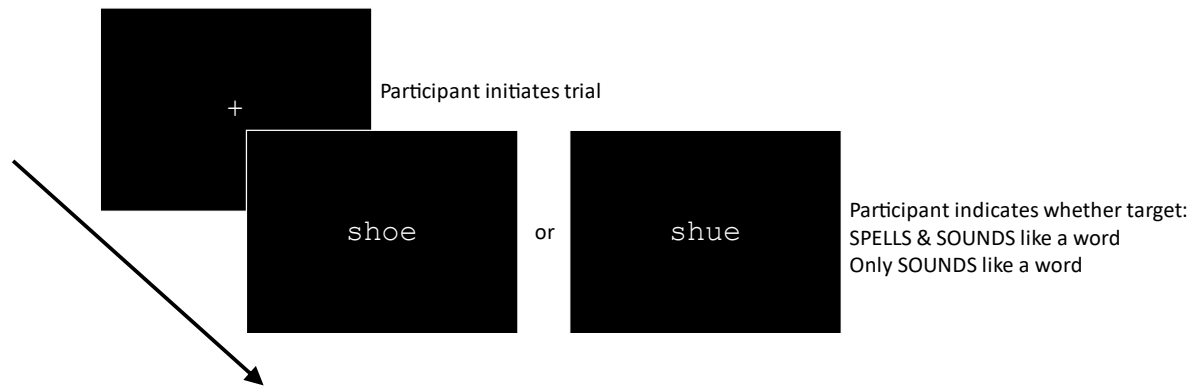 +
Participant initiates trial
shoe
or
shue
Participant indicates whether target:
SPELLS & SOUNDS like a word
Only SOUNDS like a word